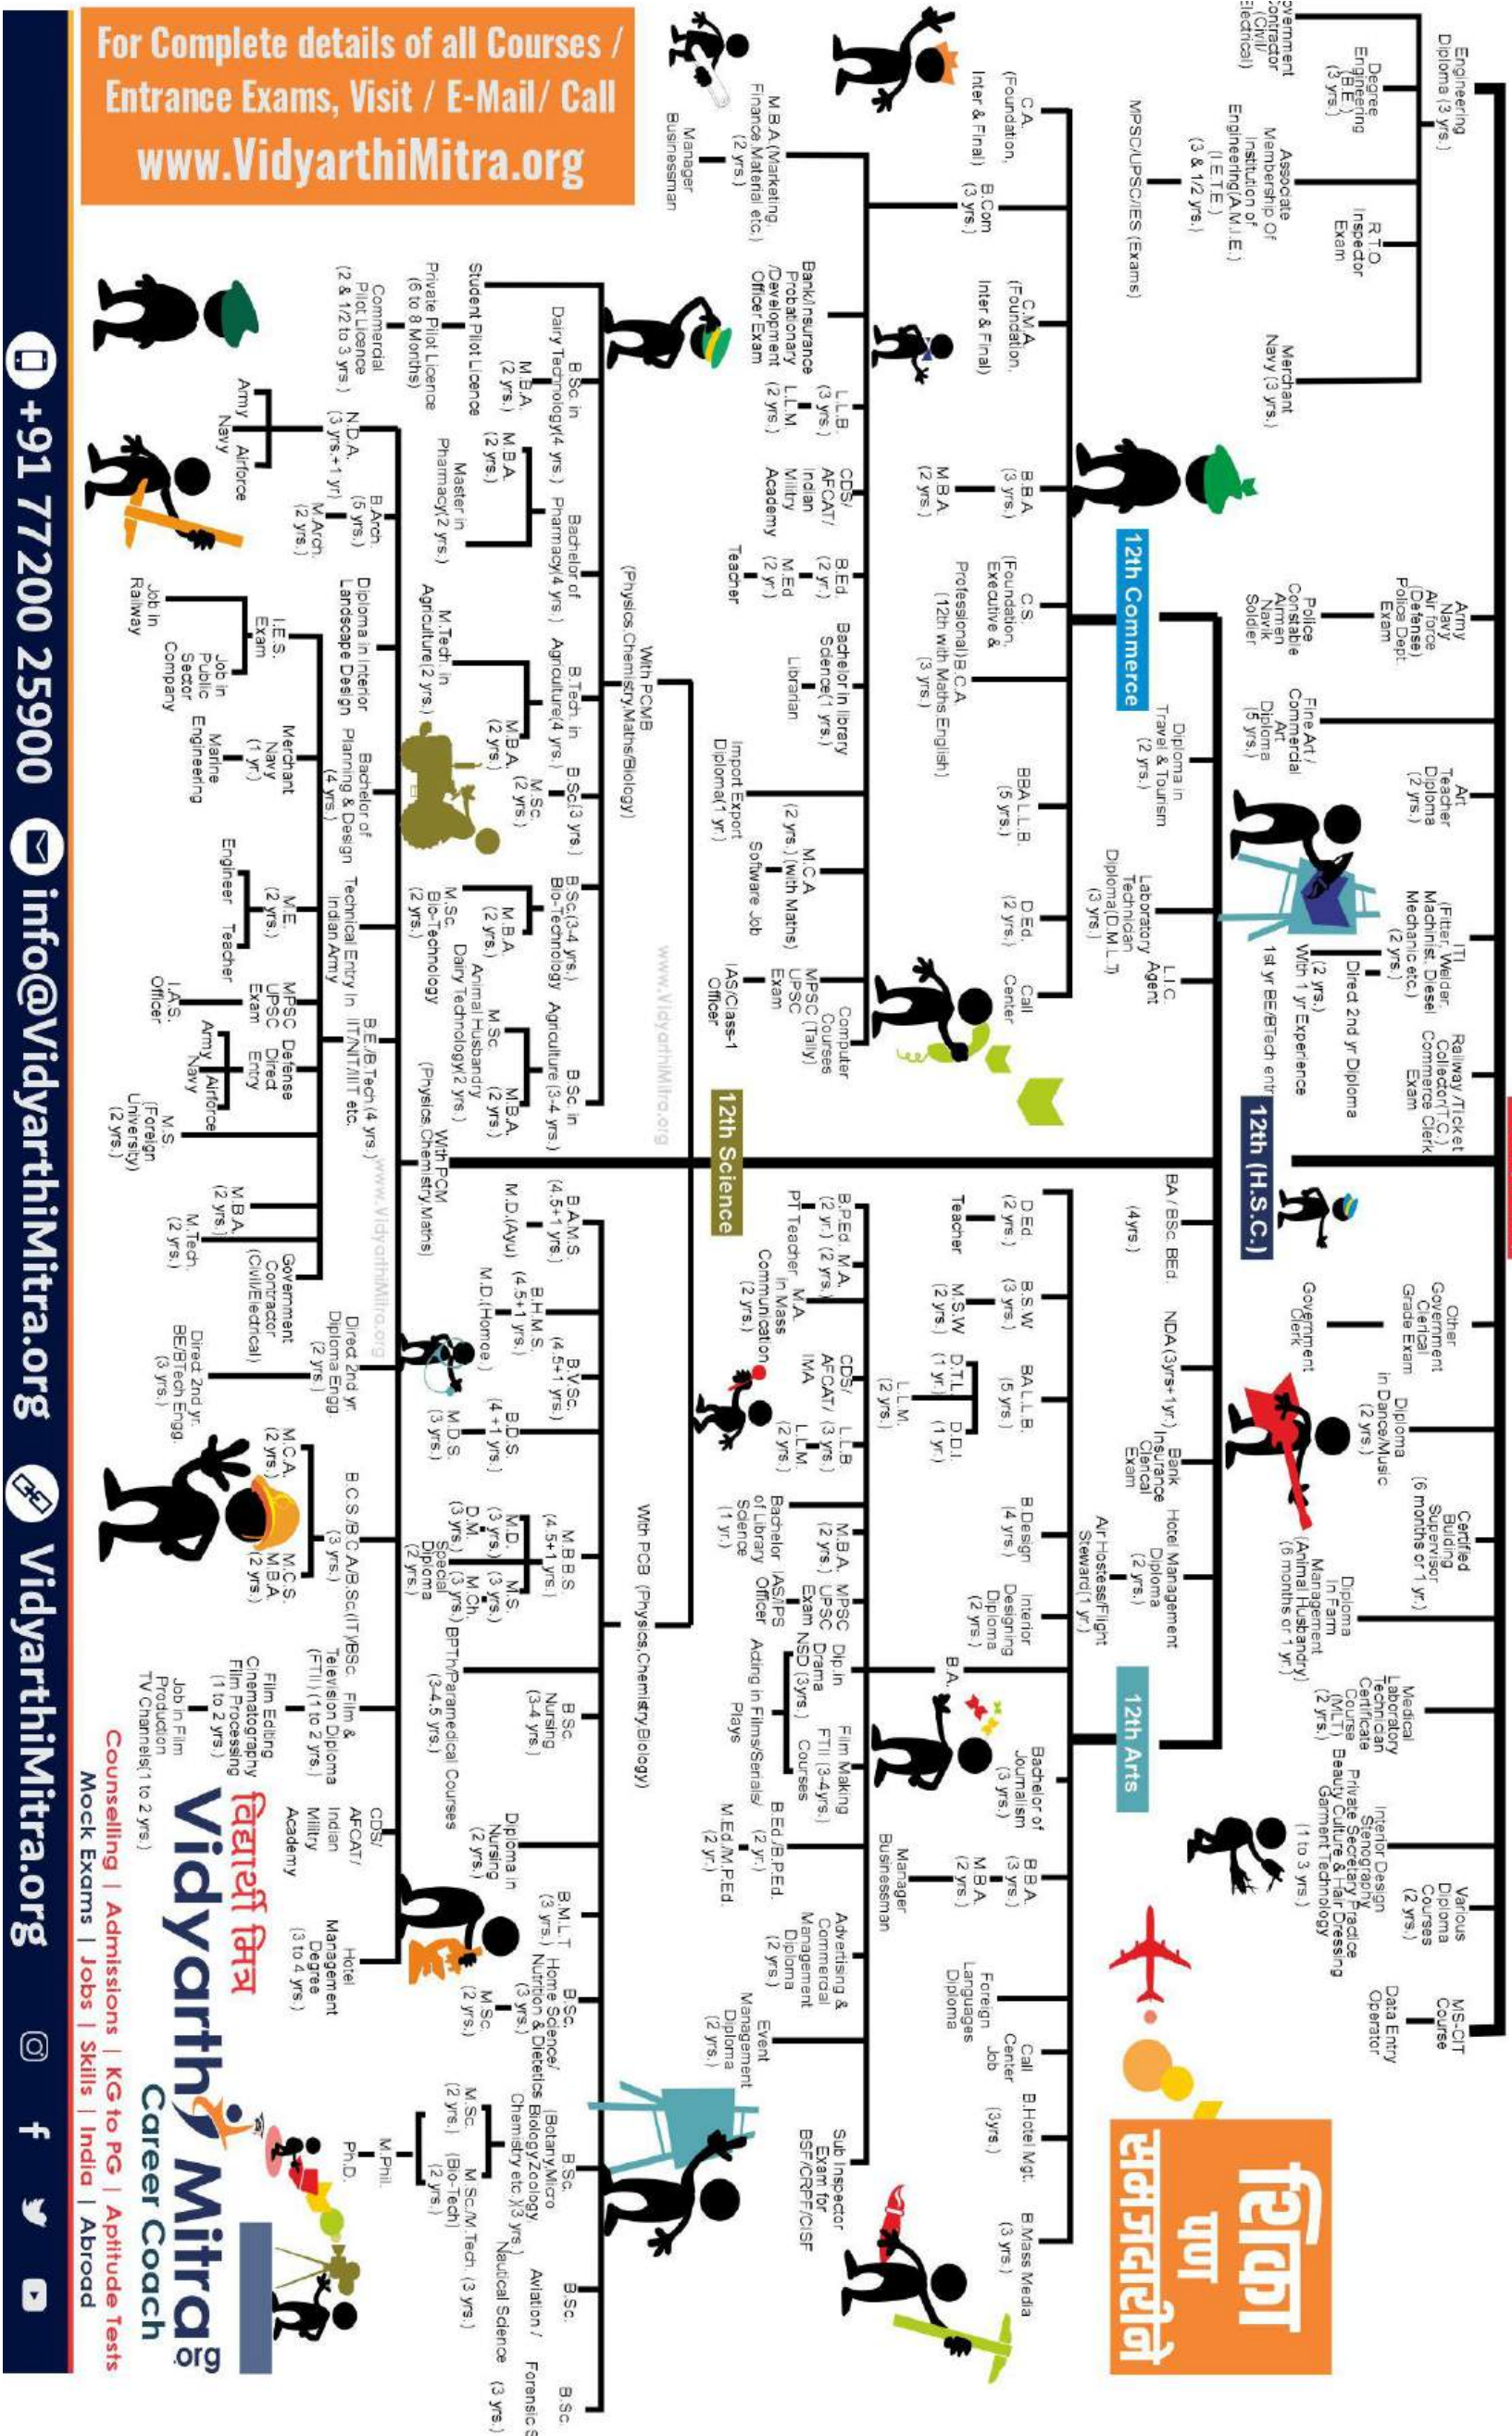 Engineering
Diploma (3 yrs.)
Degree
Engineering
(B.E.)
(3 yrs.)
R.T.O.
Inspector
Exam
Merchant
Navy (3 yrs.)
Contractor
(Civil/
Electrical)
Associate
Membership Of
Institution of
Engineering(A.M.I.E.)
(I.E.T.E.)
(3 & 1/2 yrs.)
MPSC/UPSC/IES (Exams)
Army
Navy
Air force
(Defense)
Police Dept.
Exam
Police
Constable
Airmen
Navik
Soldier
Fine Art /
Commercial
Art
Diploma
(5 yrs.)
Art
Teacher
Diploma
(2 yrs.)
ITI
(Fitter, Welder,
Machinist, Diesel
Mechanic etc.)
(2 yrs.)
Direct 2nd yr Diploma
(2 yrs.)
With 1 yr Experience
1st yr BE/BTech entr
Railway /Ticket
Collector(T.C.)
Commerce Clerk
Exam
Other
Government
Clerical
Grade Exam
Government
Clerk
Diploma
in Dance/Music
(2 yrs.)
Certified
Building
Supervisor
(6 months or 1 yr.)
Diploma
In Farm
Management
(Animal Husbandry)
(6 months or 1 yr.)
Medical
Laboratory
Technician
Certificate
Course
(MLT)
(2 yrs.)
Interior Design
Stenography
Private Secretary Practice
Beauty Culture & Hair Dressing
Garment Technology
(1 to 3 yrs.)
Various
Diploma
Courses
(2 yrs.)
MS-CIT
Course
Data Entry
Operator
शिका
पण
समजदारीने
12th (H.S.C.)
Diploma in
Travel & Tourism
(2 yrs.)
Laboratory
Technician
Diploma(D.M.L.T)
(3 yrs.)
L.I.C.
Agent
BA / BSc. BEd.
(4yrs.)
NDA (3yrs+1yr.)
Bank
Insurance
Clerical
Exam
Hotel Management
Diploma
(2 yrs.)
Air Hostess/Flight
Steward(1 yr.)
12th Commerce
C.A.
(Foundation,
Inter & Final)
B.Com
(3 yrs.)
C.M.A.
(Foundation,
Inter & Final)
B.B.A.
(3 yrs.)
M.B.A.
(2 yrs.)
C.S.
(Foundation,
Executive &
Professional)
B.C.A.
(12th with Maths,English)
(3 yrs.)
BBA L.L.B.
(5 yrs.)
D.Ed.
(2 yrs.)
Call
Center
M.B.A.(Marketing,
Finance,Material etc.)
(2 yrs.)
Manager
Businessman
Bank/Insurance
Probationary
/Development
Officer Exam
L.L.B.
(3 yrs.)
L.L.M.
(2 yrs.)
CDS/
AFCAT/
Indian
Militry
Academy
B.Ed.
(2 yr.)
M.Ed
(2 yr.)
Teacher
Bachelor in library
Science(1 yrs.)
Librarian
Import Export
Diploma(1 yr.)
M.C.A
(2 yrs.)(with Maths)
Software Job
Computer
Courses
(Tally)
MPSC
UPSC
Exam
IAS/Class-1
Officer
12th Arts
D.Ed
(2 yrs.)
Teacher
B.S.W
(3 yrs.)
M.S.W
(2 yrs.)
BA L.L.B.
(5 yrs.)
D.T.L.
(1 yr.)
D.D.I.
(1 yr.)
L.L.M.
(2 yrs.)
B.Design
(4 yrs.)
Interior
Designing
Diploma
(2 yrs.)
B.A.
Bachelor of
Journalism
(3 yrs.)
B.B.A.
(3 yrs.)
M.B.A.
(2 yrs.)
Manager
Businessman
Foreign
Languages
Diploma
Call
Center
Job
B.Hotel Mgt.
(3yrs.)
B.Mass Media
(3 yrs.)
B.P.Ed.
(2 yr.)
PT Teacher
M.A.
(2 yrs.)
M.A.
in Mass
Communication
(2 yrs.)
CDS/
AFCAT/
IMA
L.L.B
(3 yrs.)
L.L.M.
(2 yrs.)
Bachelor
of Library
Science
(1 yr.)
M.B.A.
(2 yrs.)
MPSC
UPSC
Exam
IAS/IPS
Officer
Dip.in
Drama
NSD (3yrs.)
Film Making
FTII (3-4yrs.)
Courses
Acting in Films/Serials/
Plays
B.Ed./B.P.Ed.
(2 yr.)
M.Ed./M.P.Ed.
(2 yr.)
Advertising &
Commercial
Management
Diploma
(2 yrs.)
Event
Management
Diploma
(2 yrs.)
Sub Inspector
Exam for
BSF/CRPF/CISF
12th Science
www.VidyarthiMitra.org
With PCMB
(Physics,Chemistry,Maths/Biology)
Student Pilot Licence
Private Pilot Licence
(6 to 8 Months)
Commercial
Pilot Licence
(2 & 1/2 to 3 yrs.)
B.Sc. in
Dairy Technology(4 yrs.)
M.B.A.
(2 yrs.)
Bachelor of
Pharmacy(4 yrs.)
M.B.A.
(2 yrs.)
Master in
Pharmacy(2 yrs.)
B.Tech. in
Agriculture(4 yrs.)
M.Tech. in
Agriculture(2 yrs.)
M.B.A.
(2 yrs.)
B.Sc(3 yrs.)
M.Sc.
(2 yrs.)
B.Sc.(3-4 yrs.)
Bio-Technology
M.Sc.
Bio-Technology
(2 yrs.)
M.B.A.
(2 yrs.)
B.Sc. in
Agriculture (3-4 yrs.)
M.Sc.
Animal Husbandry
Dairy Technology(2 yrs.)
M.B.A.
(2 yrs.)
With PCB (Physics,Chemistry,Biology)
B.A.M.S.
(4.5+1 yrs.)
M.D.(Ayu)
B.H.M.S.
(4.5+1 yrs.)
M.D.(Homoe.)
B.V.Sc.
(4.5+1 yrs.)
B.D.S.
(4 +1 yrs.)
M.D.S.
(3 yrs.)
M.B.B.S.
(4.5+1 yrs.)
M.D.
(3 yrs.)
D.M.
(3 yrs.)
M.S.
(3 yrs.)
M.Ch.
(3 yrs.)
Special
Diploma
(2 yrs.)
BPTh/Paramedical Courses
(3-4.5 yrs.)
B.Sc.
Nursing
(3-4 yrs.)
Diploma in
Nursing
(2 yrs.)
B.M.L.T
(3 yrs.)
B.Sc.
Home Science/
Nutrition & Dietetics
(3 yrs.)
M.Sc.
(2 yrs.)
B.Sc.
(Botany,Micro
Biology,Zoology,
Chemistry etc.)(3 yrs.)
M.Sc.
(2 yrs.)
M.Sc./M.Tech. (3 yrs.)
(Bio-Tech)
(2 yrs.)
M.Phil.
Ph.D.
B.Sc.
Aviation /
Nautical Science (3 yrs.)
B.Sc.
Forensic
With PCM
(Physics,Chemistry,Maths)
www.VidyarthiMitra.org
N.D.A.
(3 yrs.+1 yr)
Army
Navy
Airforce
B.Arch.
(5 yrs.)
M.Arch.
(2 yrs.)
Diploma in Interior
Landscape Design
Bachelor of
Planning & Design
(4 yrs.)
Technical Entry In
Indian Army
B.E./B.Tech (4 yrs.)
IIT/NIT/IIIT etc.
I.E.S.
Exam
Job in
Railway
Job in
Public
Sector
Company
Merchant
Navy
(1 yr.)
Marine
Engineering
M.E.
(2 yrs.)
Engineer
Teacher
MPSC
UPSC
Exam
I.A.S.
Officer
Defense
Direct
Entry
Army
Navy
Airforce
M.S.
(Foreign
University)
(2 yrs.)
M.B.A.
(2 yrs.)
M.Tech.
(2 yrs.)
Government
Contractor
(Civil/Electrical)
Direct 2nd yr.
Diploma Engg.
(2 yrs.)
Direct 2nd yr.
BE/BTech Engg.
(3 yrs.)
B.C.S./B.C.A/B.Sc(IT)/BSc.
(3 yrs.)
M.C.A.
(2 yrs.)
M.C.S.
M.B.A.
(2 yrs.)
Film &
Television Diploma
(FTII) (1 to 2 yrs.)
Film Editing
Cinematography
Film Processing
(1 to 2 yrs.)
Job in Film
Production
TV Channels(1 to 2 yrs.)
CDS/
AFCAT/
Indian
Militry
Academy
Hotel
Management
Degree
(3 to 4 yrs.)
For Complete details of all Courses /
Entrance Exams, Visit / E-Mail/ Call
www.VidyarthiMitra.org
विद्यार्थी मित्र
Vidyarthi Mitra.org
Career Coach
Counselling | Admissions | KG to PG | Aptitude Tests
Mock Exams | Jobs | Skills | India | Abroad
+91 77200 25900 info@VidyarthiMitra.org VidyarthiMitra.org